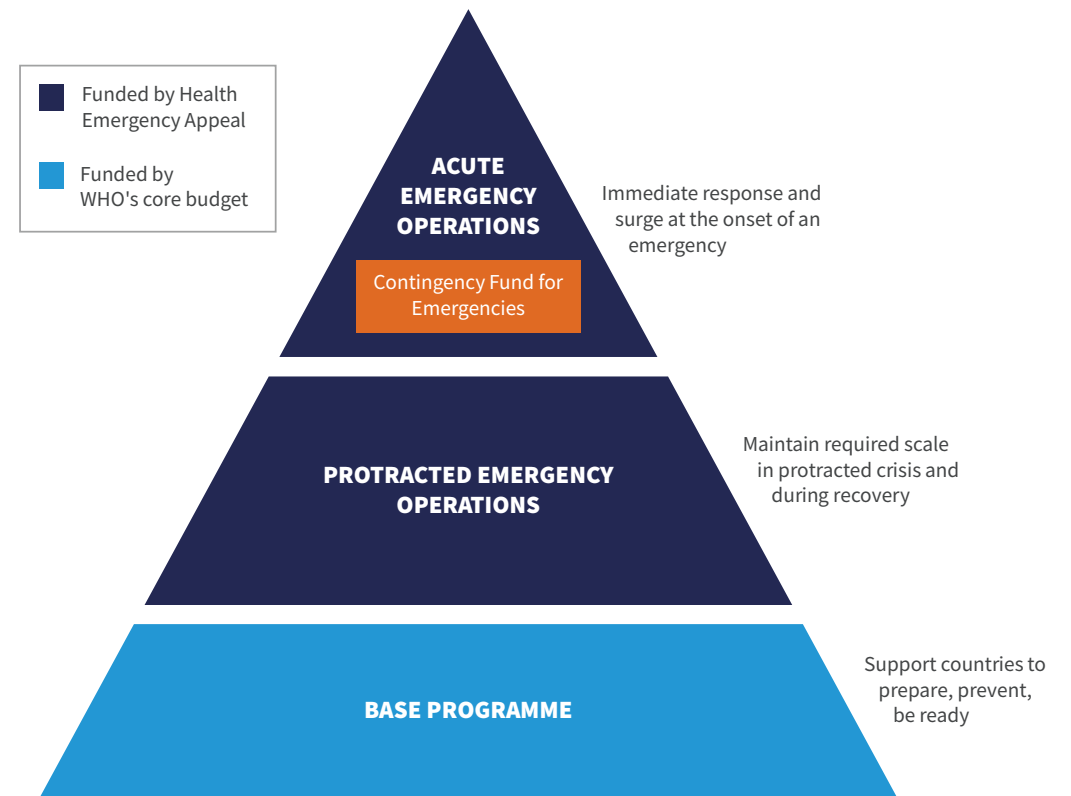 Funded by Health
Emergency Appeal
Funded by
WHO's core budget
ACUTE
EMERGENCY
OPERATIONS
Contingency Fund for
Emergencies
Immediate response and
surge at the onset of an
emergency
PROTRACTED EMERGENCY
OPERATIONS
Maintain required scale
in protracted crisis and
during recovery
BASE PROGRAMME
Support countries to
prepare, prevent,
be ready